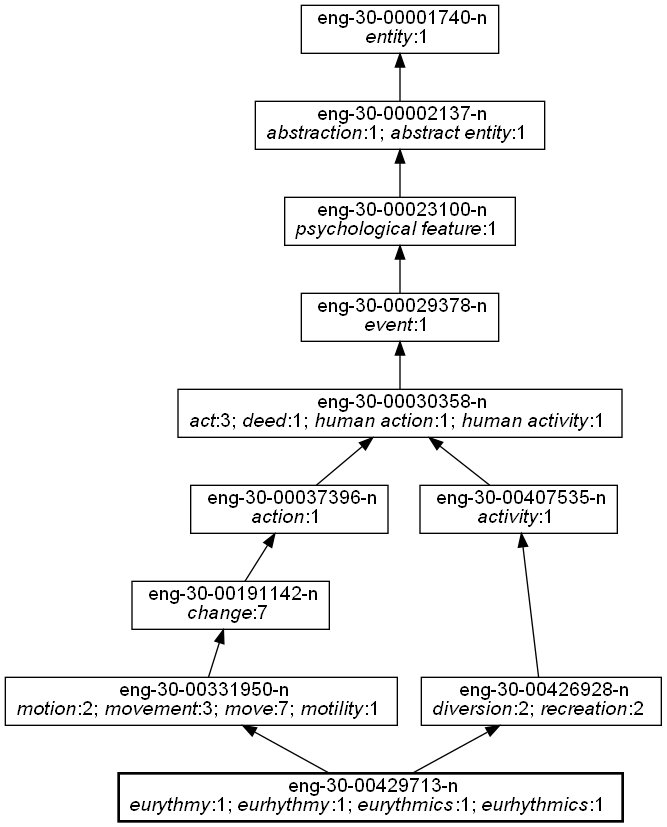 eng-30-00001740-n
entity:1
eng-30-00002137-n
abstraction:1; abstract entity:1
eng-30-00023100-n
psychological feature:1
eng-30-00029378-n
event:1
eng-30-00030358-n
act:3; deed:1; human action:1; human activity:1
eng-30-00037396-n
action:1
eng-30-00407535-n
activity:1
eng-30-00191142-n
change:7
eng-30-00331950-n
motion:2; movement:3; move:7; motility:1
eng-30-00426928-n
diversion:2; recreation:2
eng-30-00429713-n
eurythmy:1; eurhythmy:1; eurythmics:1; eurhythmics:1